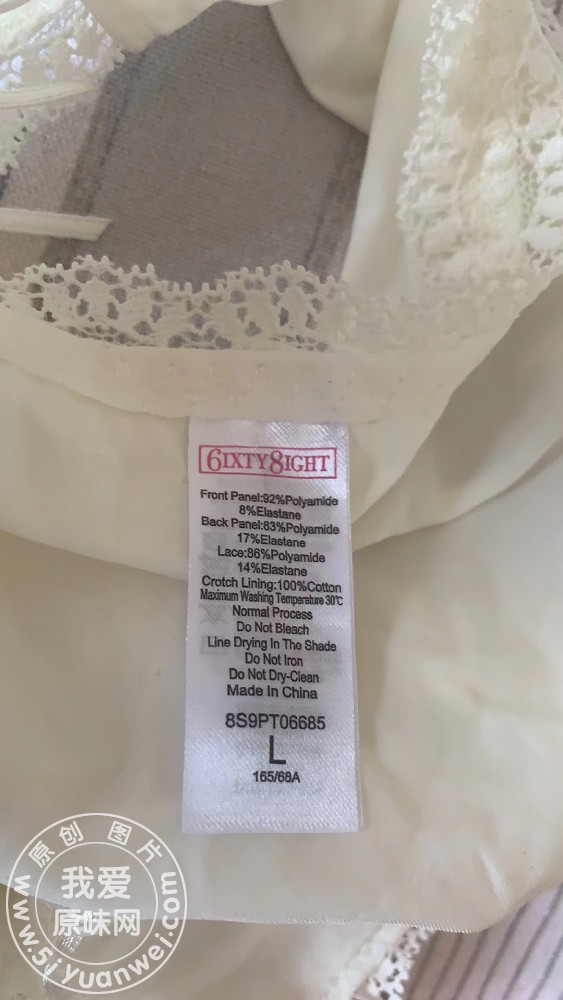 6IXTY8IGHT
Front Panel:92%Polyamide
8%Elastane
Back Panel:83%Polyamide
17%Elastane
Lace:86%Polyamide
14%Elastane
Crotch Lining:100%Cotton
Maximum Washing Temperature 30℃
Normal Process
Do Not Bleach
Line Drying In The Shade
Do Not Iron
Do Not Dry-Clean
Made In China
8S9PT06685
L
165/68A
原创图片
我爱
原味网
www.5iyuanwei.com